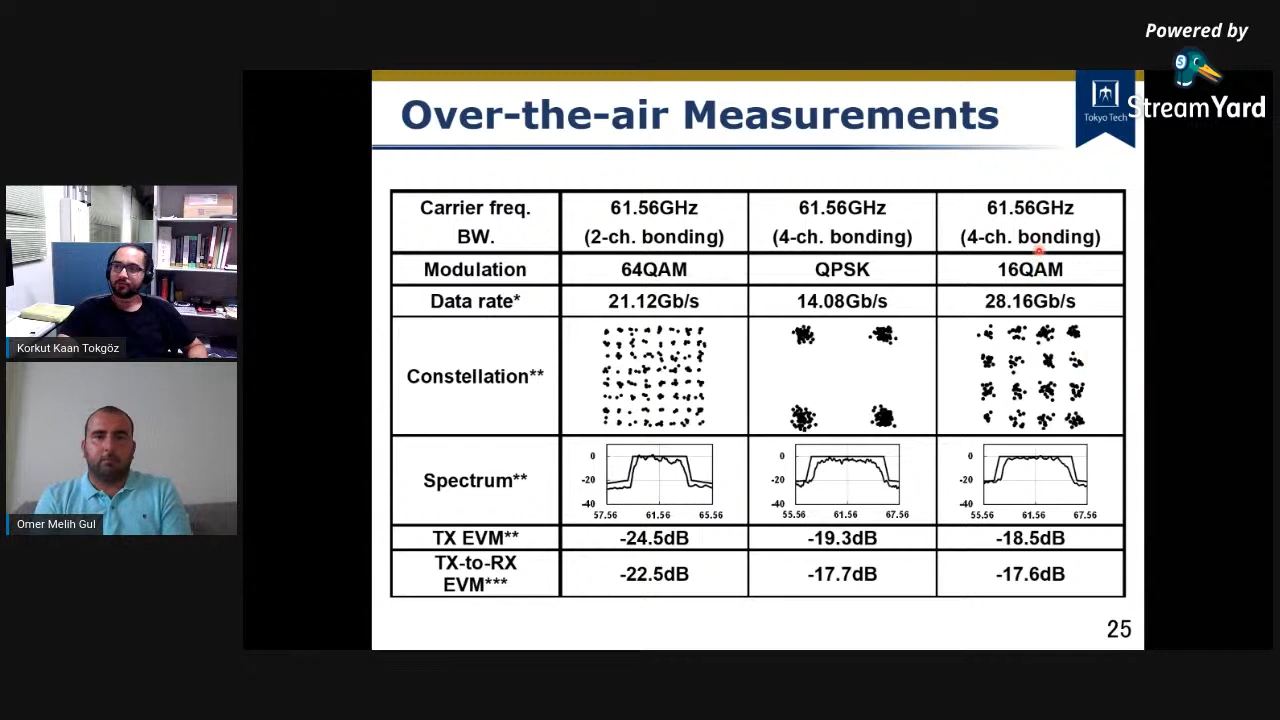 Powered by
StreamYard
Over-the-air Measurements
Tokyo Tech
Carrier freq.
BW.
61.56GHz
(2-ch. bonding)
61.56GHz
(4-ch. bonding)
61.56GHz
(4-ch. bonding)
Modulation
64QAM
QPSK
16QAM
Data rate*
21.12Gb/s
14.08Gb/s
28.16Gb/s
Constellation**
Spectrum**
0
-20
-40
57.56 61.56 65.56
0
-20
-40
55.56 61.56 67.56
0
-20
-40
55.56 61.56 67.56
TX EVM**
-24.5dB
-19.3dB
-18.5dB
TX-to-RX
EVM***
-22.5dB
-17.7dB
-17.6dB
25
Korkut Kaan Tokgöz
Omer Melih Gul